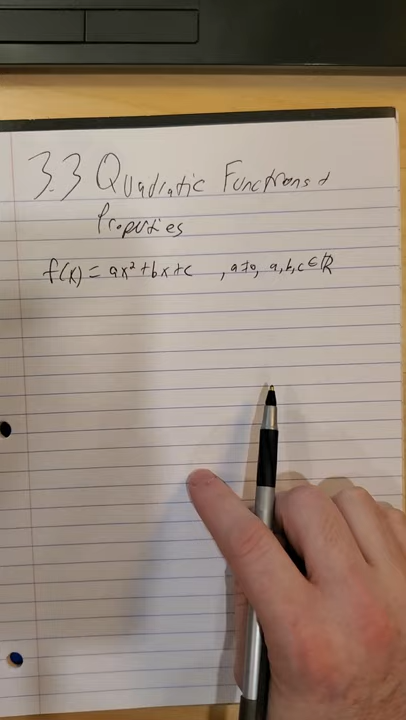 3.3 Quadratic Functions +
Properties
f(x) = ax² + bx + c , a≠0, a,b,c ∈ ℝ